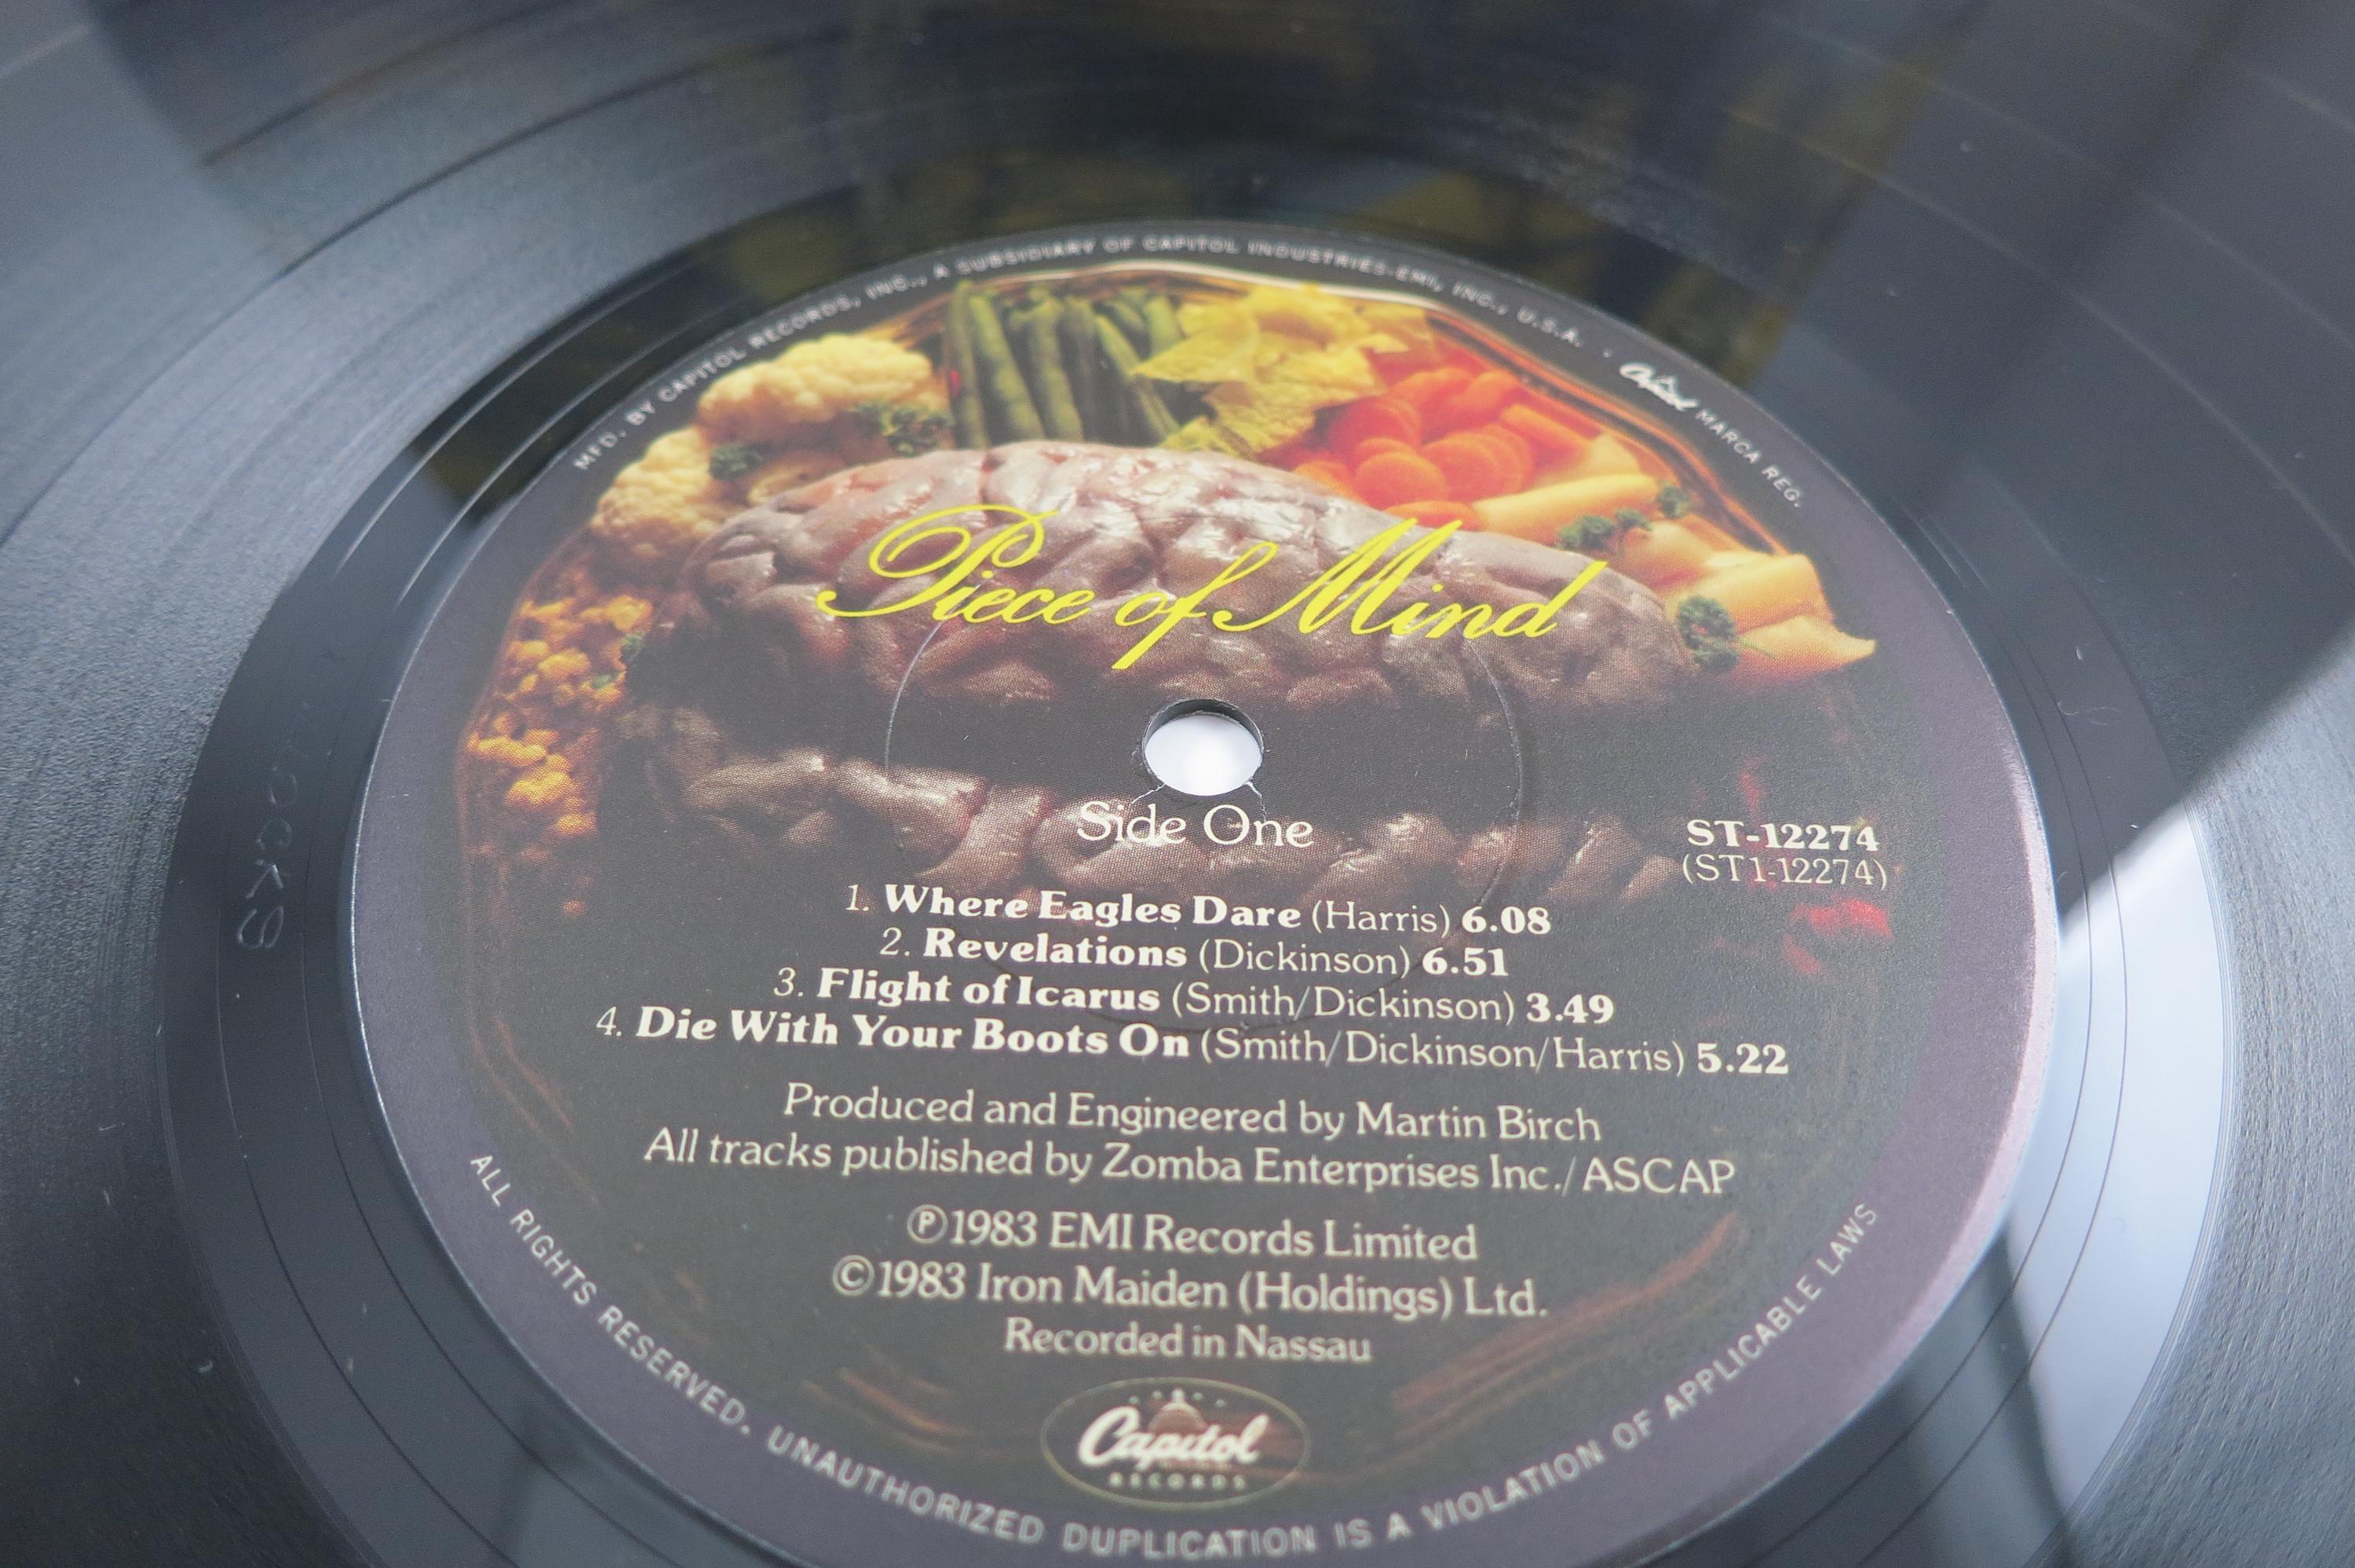 MFD. BY CAPITOL RECORDS, INC., A SUBSIDIARY OF CAPITOL INDUSTRIES-EMI, INC., U.S.A. · Capitol MARCA REG.
Piece of Mind
Side One
ST-12274
(ST1-12274)
1. Where Eagles Dare (Harris) 6.08
2. Revelations (Dickinson) 6.51
3. Flight of Icarus (Smith/Dickinson) 3.49
4. Die With Your Boots On (Smith/Dickinson/Harris) 5.22
Produced and Engineered by Martin Birch
All tracks published by Zomba Enterprises Inc./ASCAP
Ⓟ1983 EMI Records Limited
©1983 Iron Maiden (Holdings) Ltd.
Recorded in Nassau
Capitol
RECORDS
ALL RIGHTS RESERVED. UNAUTHORIZED DUPLICATION IS A VIOLATION OF APPLICABLE LAWS